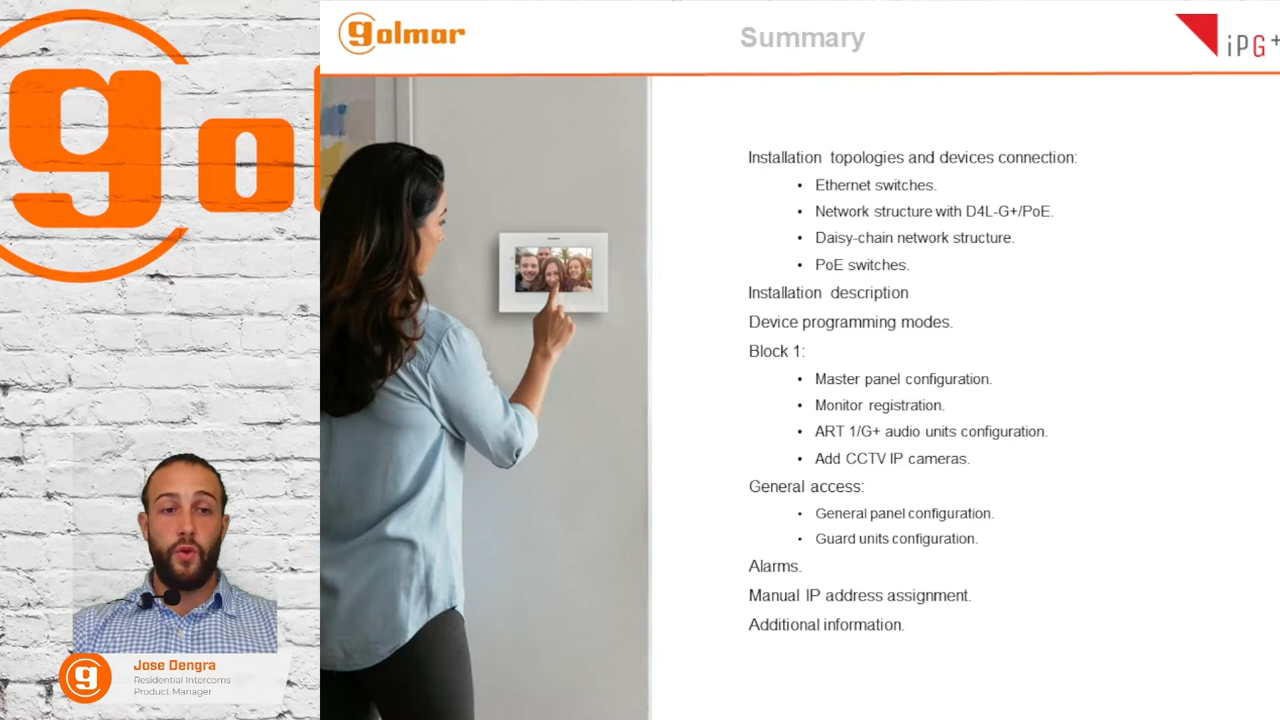 g o
golmar
Summary
iPG+
Installation topologies and devices connection:
• Ethernet switches.
• Network structure with D4L-G+/PoE.
• Daisy-chain network structure.
• PoE switches.
Installation description
Device programming modes.
Block 1:
• Master panel configuration.
• Monitor registration.
• ART 1/G+ audio units configuration.
• Add CCTV IP cameras.
General access:
• General panel configuration.
• Guard units configuration.
Alarms.
Manual IP address assignment.
Additional information.
g
Jose Dengra
Residential Intercoms
Product Manager